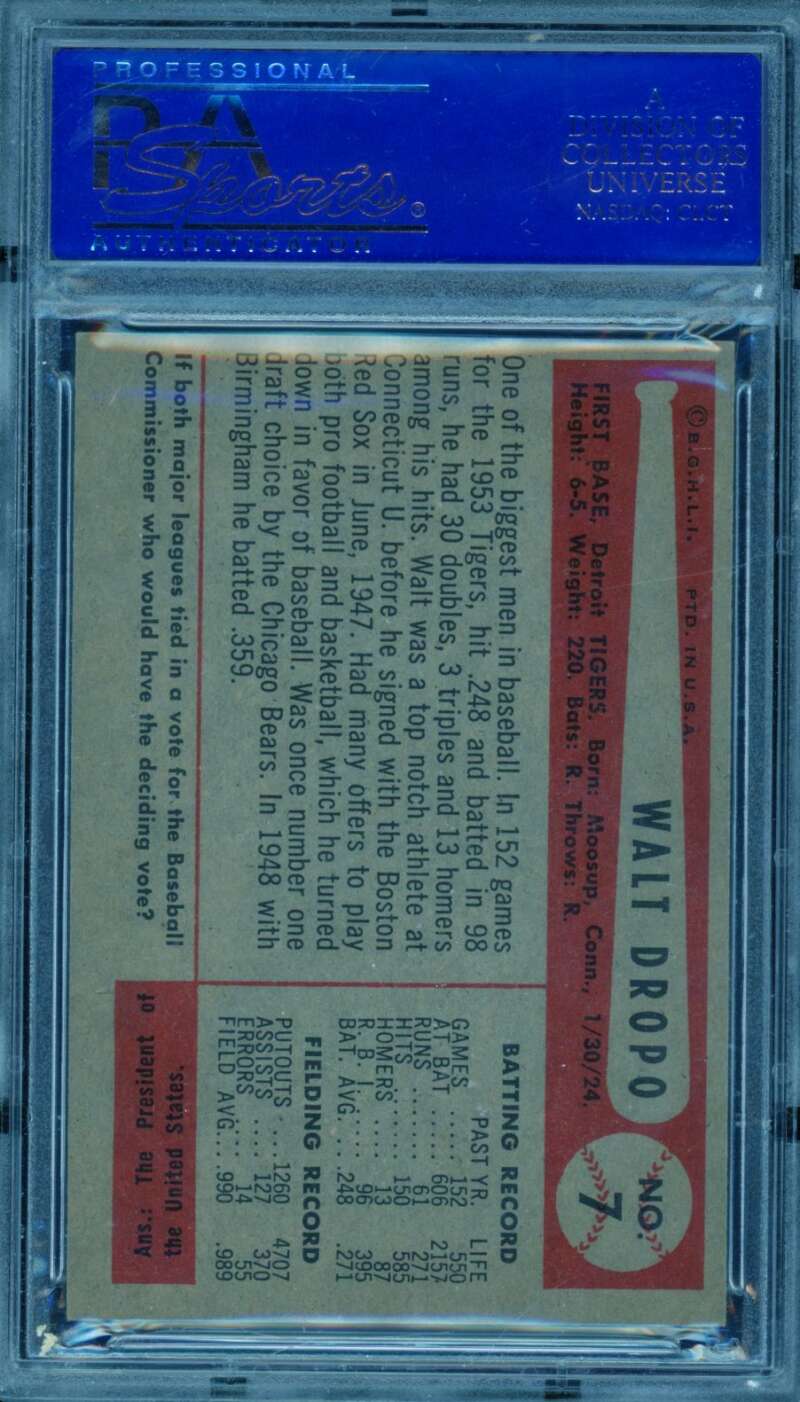 PROFESSIONAL
PSA
Sports®
AUTHENTICATOR
A
DIVISION OF
COLLECTORS
UNIVERSE
NASDAQ: CLCT
© B.G.H.L.I. PTD. IN U.S.A.
WALT DROPO
NO.
7
FIRST BASE, Detroit TIGERS. Born: Moosup, Conn., 1/30/24.
Height: 6-5. Weight: 220. Bats: R. Throws: R.
One of the biggest men in baseball. In 152 games
for the 1953 Tigers, hit .248 and batted in 98
runs, he had 30 doubles, 3 triples and 13 homers
among his hits. Walt was a top notch athlete at
Connecticut U. before he signed with the Boston
Red Sox in June, 1947. Had many offers to play
both pro football and basketball, which he turned
down in favor of baseball. Was once number one
draft choice by the Chicago Bears. In 1948 with
Birmingham he batted .359.
BATTING RECORD
PAST YR. LIFE
GAMES ..... 152 550
AT BAT ..... 606 2157
RUNS ....... 61 271
HITS ....... 150 585
HOMERS ..... 13 87
R. B. I. .... 96 395
BAT. AVG. .. .248 .271
FIELDING RECORD
PUTOUTS .. 1260 4707
ASSISTS .... 127 370
ERRORS .... 14 55
FIELD AVG... .990 .989
If both major leagues tied in a vote for the Baseball
Commissioner who would have the deciding vote?
Ans.: The President of
the United States.